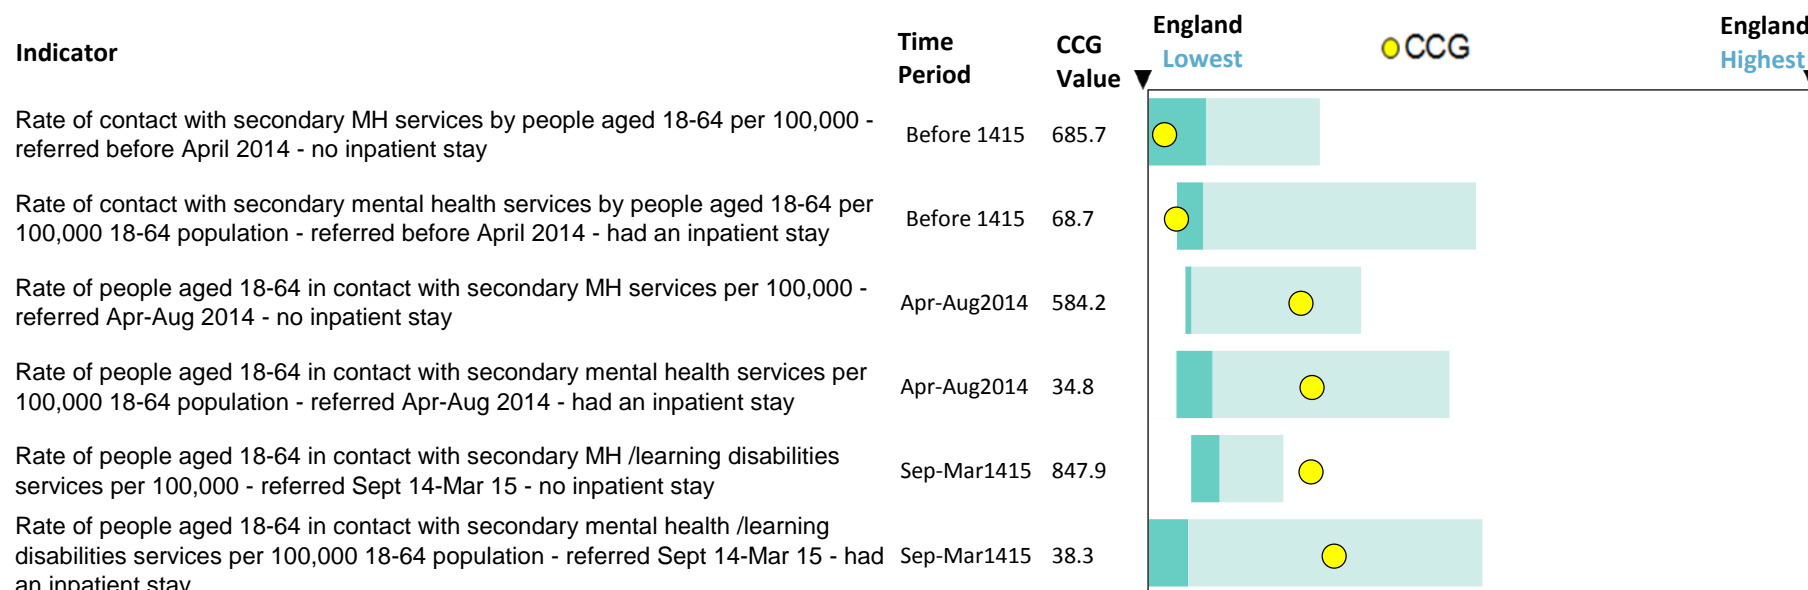 Indicator
Time Period
CCG Value
England Lowest
CCG
England Highest
Rate of contact with secondary MH services by people aged 18-64 per 100,000 -
referred before April 2014 - no inpatient stay
Before 1415 685.7
Rate of contact with secondary mental health services by people aged 18-64 per
100,000 18-64 population - referred before April 2014 - had an inpatient stay
Before 1415 68.7
Rate of people aged 18-64 in contact with secondary MH services per 100,000 -
referred Apr-Aug 2014 - no inpatient stay
Apr-Aug2014 584.2
Rate of people aged 18-64 in contact with secondary mental health services per
100,000 18-64 population - referred Apr-Aug 2014 - had an inpatient stay
Apr-Aug2014 34.8
Rate of people aged 18-64 in contact with secondary MH /learning disabilities
services per 100,000 - referred Sept 14-Mar 15 - no inpatient stay
Sep-Mar1415 847.9
Rate of people aged 18-64 in contact with secondary mental health /learning
disabilities services per 100,000 18-64 population - referred Sept 14-Mar 15 - had
an inpatient stay
Sep-Mar1415 38.3